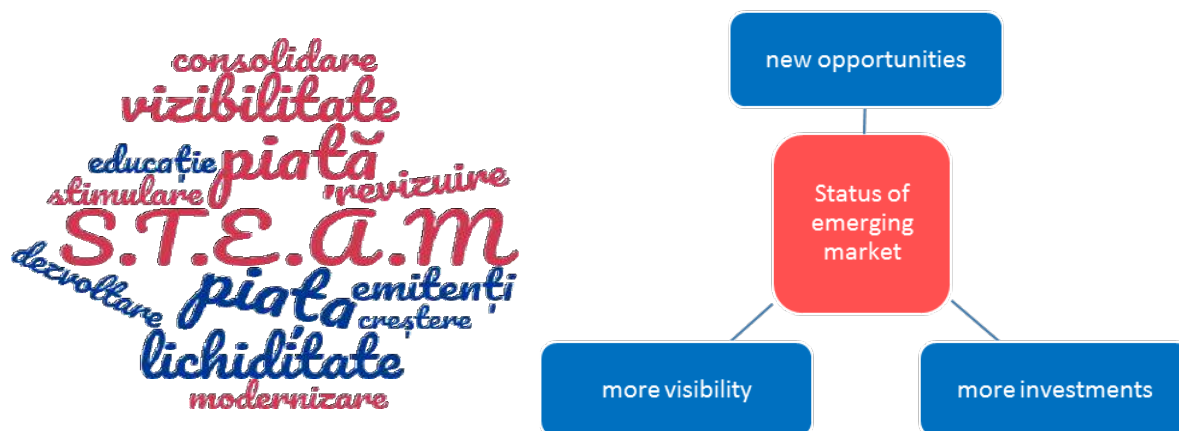 consolidare
vizibilitate
educație
piață
stimulare
revizuire
S.T.E.A.M
dezvoltare
piața
emitenți
creștere
lichiditate
modernizare
new opportunities
Status of
emerging
market
more visibility
more investments